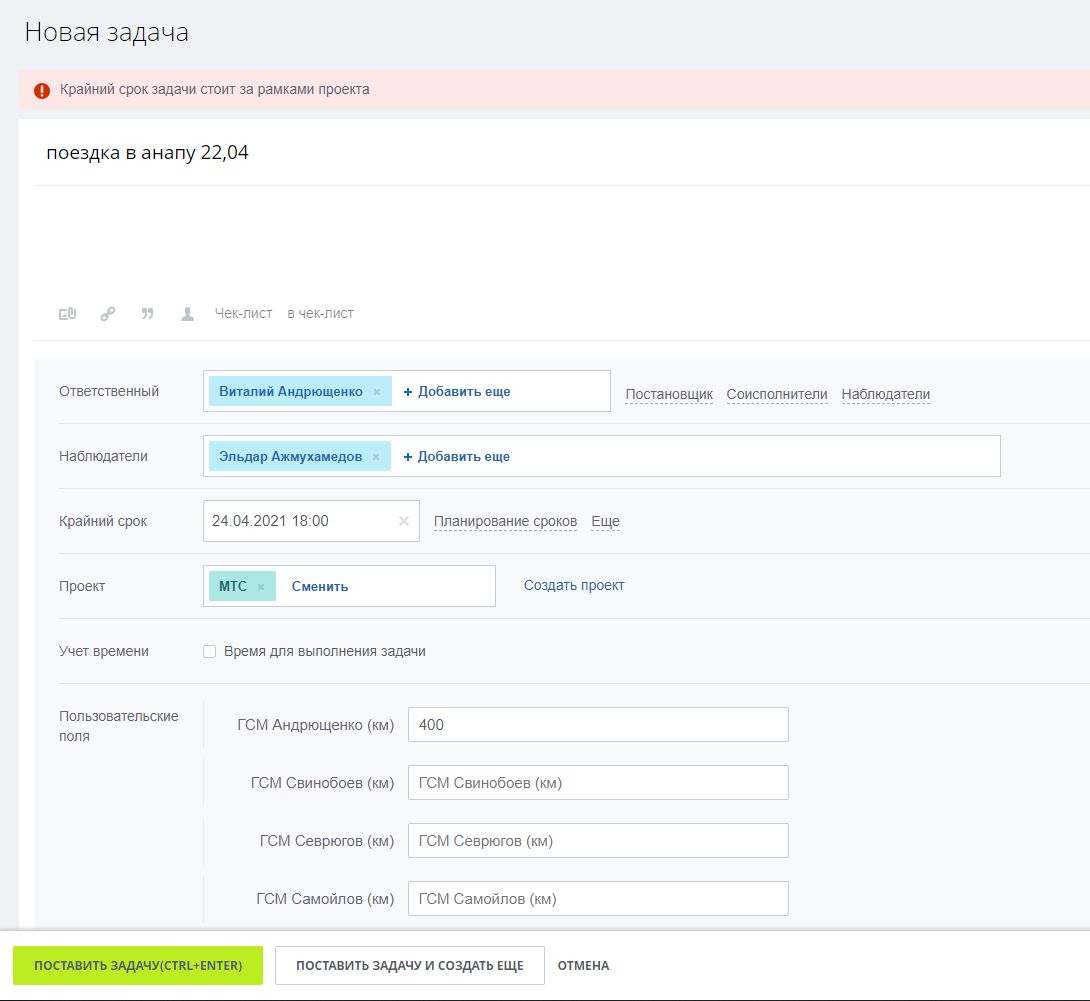 Новая задача
Крайний срок задачи стоит за рамками проекта
поездка в анапу 22,04
Чек-лист в чек-лист
Ответственный Виталий Андрющенко × + Добавить еще Постановщик Соисполнители Наблюдатели
Наблюдатели Эльдар Ажмухамедов × + Добавить еще
Крайний срок 24.04.2021 18:00 × Планирование сроков Еще
Проект МТС × Сменить Создать проект
Учет времени Время для выполнения задачи
Пользовательские
поля
ГСМ Андрющенко (км) 400
ГСМ Свинобоев (км) ГСМ Свинобоев (км)
ГСМ Севрюгов (км) ГСМ Севрюгов (км)
ГСМ Самойлов (км) ГСМ Самойлов (км)
ПОСТАВИТЬ ЗАДАЧУ(CTRL+ENTER) ПОСТАВИТЬ ЗАДАЧУ И СОЗДАТЬ ЕЩЕ ОТМЕНА